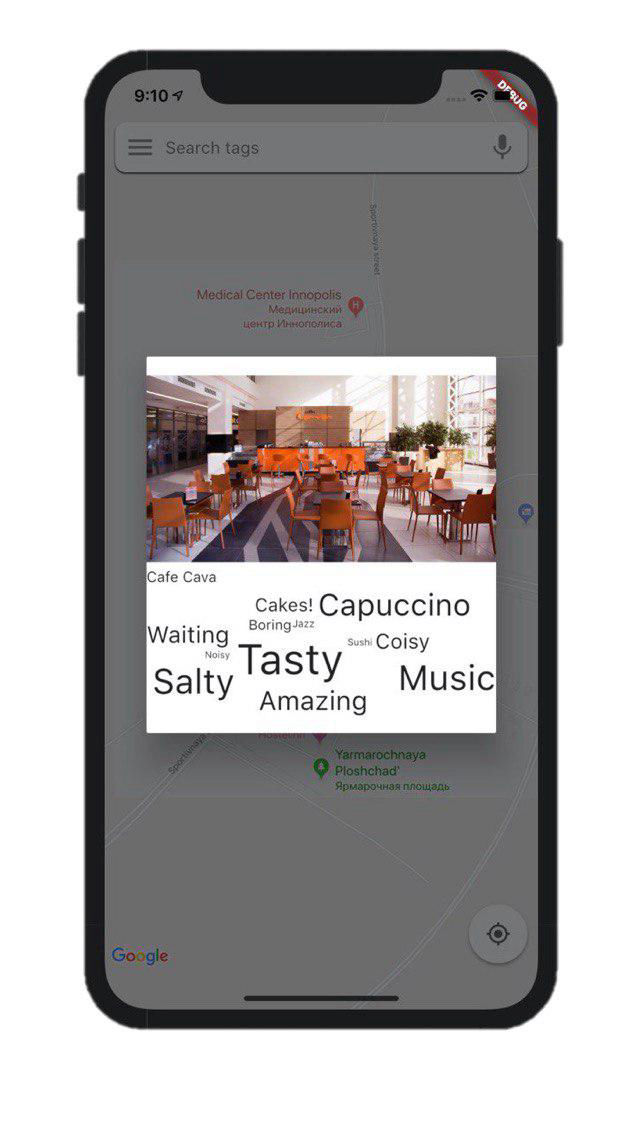 9:10
DEBUG
Search tags
Sportivnaya street
Medical Center Innopolis
Медицинский
центр Иннополиса
Cafe Cava
Cakes! Capuccino
Boring Jazz
Waiting
Sushi Coisy
Noisy
Tasty
Salty
Music
Amazing
Yarmarochnaya
Ploshchad'
Ярмарочная площадь
Sportivnaya
Google